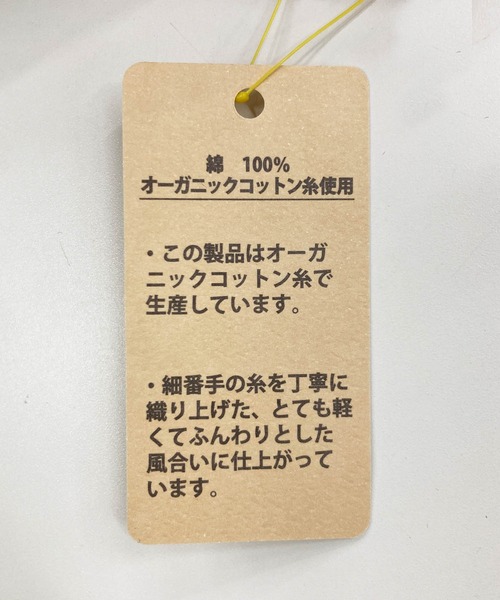 綿　100%
オーガニックコットン糸使用
・この製品はオーガ
ニックコットン糸で
生産しています。
・細番手の糸を丁寧に
織り上げた、とても軽
くてふんわりとした
風合いに仕上がって
います。